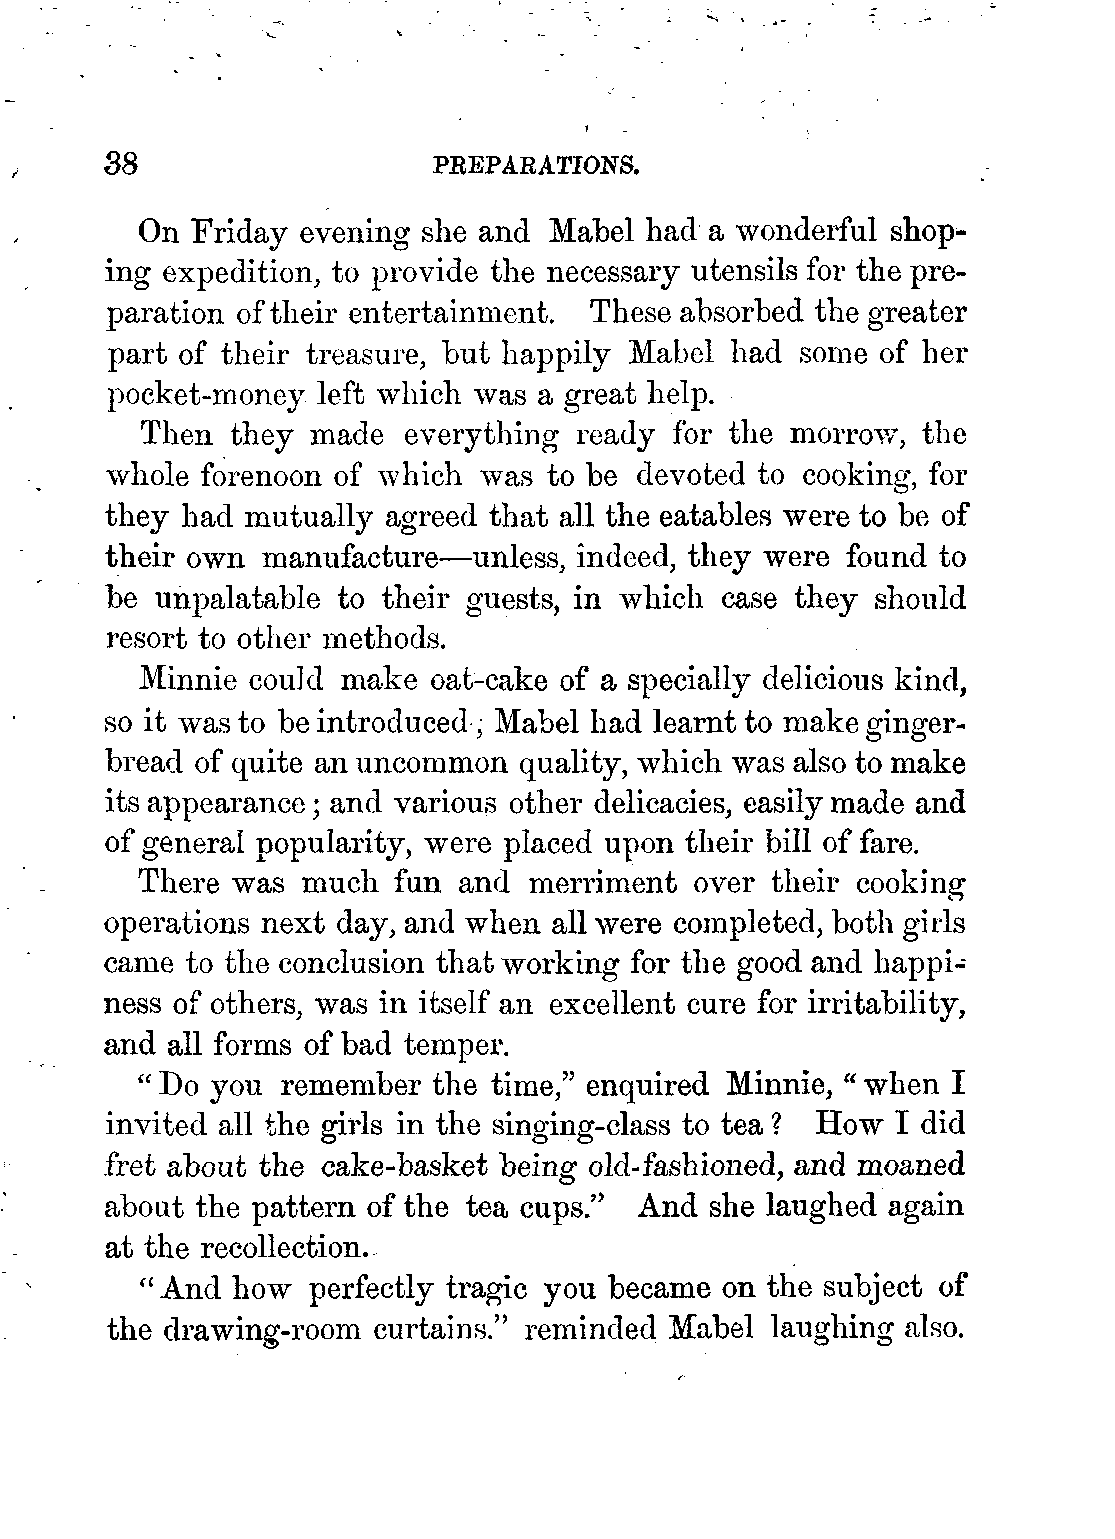 38 PREPARATIONS.
On Friday evening she and Mabel had a wonderful shop-
ing expedition, to provide the necessary utensils for the pre-
paration of their entertainment. These absorbed the greater
part of their treasure, but happily Mabel had some of her
pocket-money left which was a great help.
Then they made everything ready for the morrow, the
whole forenoon of which was to be devoted to cooking, for
they had mutually agreed that all the eatables were to be of
their own manufacture—unless, indeed, they were found to
be unpalatable to their guests, in which case they should
resort to other methods.
Minnie could make oat-cake of a specially delicious kind,
so it was to be introduced; Mabel had learnt to make ginger-
bread of quite an uncommon quality, which was also to make
its appearance; and various other delicacies, easily made and
of general popularity, were placed upon their bill of fare.
There was much fun and merriment over their cooking
operations next day, and when all were completed, both girls
came to the conclusion that working for the good and happi-
ness of others, was in itself an excellent cure for irritability,
and all forms of bad temper.
"Do you remember the time," enquired Minnie, "when I
invited all the girls in the singing-class to tea? How I did
fret about the cake-basket being old-fashioned, and moaned
about the pattern of the tea cups." And she laughed again
at the recollection.
"And how perfectly tragic you became on the subject of
the drawing-room curtains." reminded Mabel laughing also.